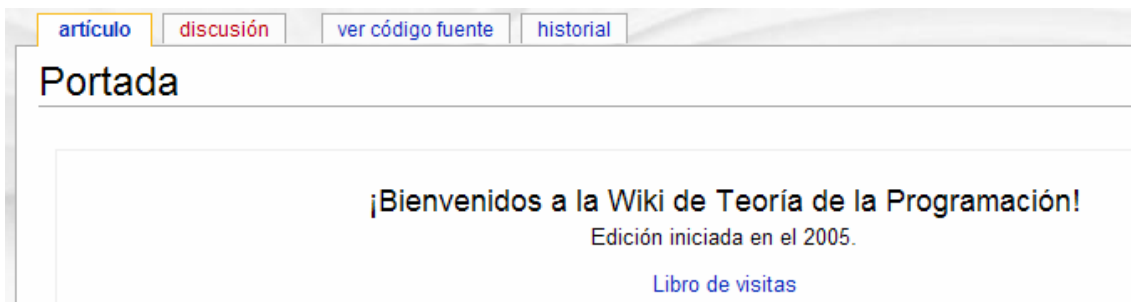 artículo discusión ver código fuente historial
Portada
¡Bienvenidos a la Wiki de Teoría de la Programación!
Edición iniciada en el 2005.
Libro de visitas